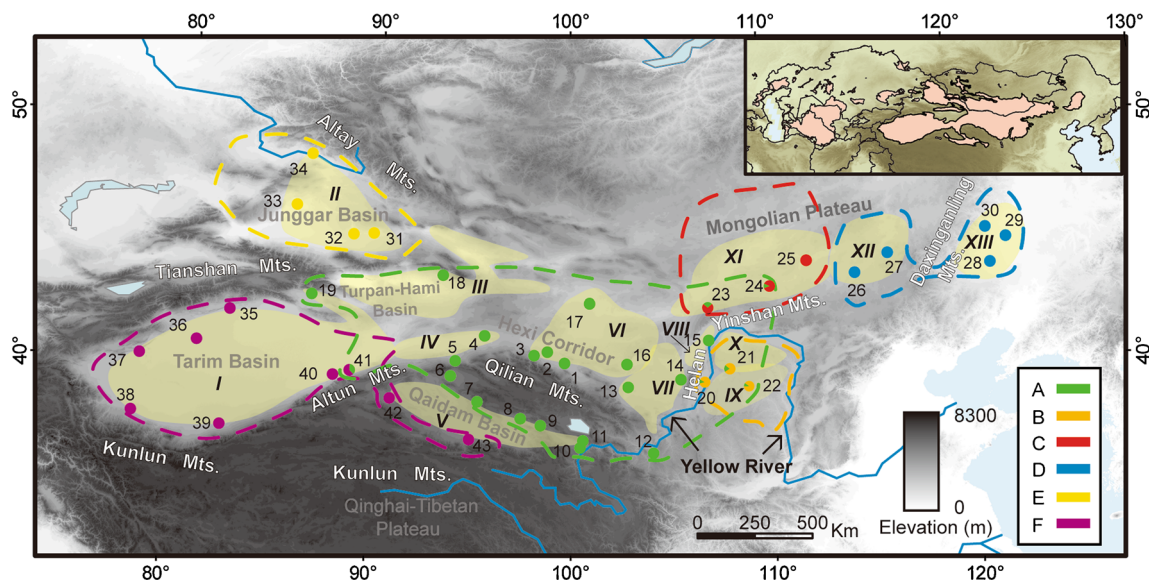 80°
90°
100°
110°
120°
130°
50°
50°
40°
40°
Altay
Mts.
34
33
II
Junggar Basin
32
31
Tianshan Mts.
19
18
III
Turpan-Hami
Basin
35
36
37
Tarim Basin
I
38
39
40
41
Altun Mts.
Kunlun Mts.
IV
5
4
6
7
3
2
1
Hexi Corridor
Qilian Mts.
17
VI
16
13
VII
VIII
14
15
Helan
42
Qaidam Basin
V
43
8
9
10
11
12
Kunlun Mts.
Qinghai-Tibetan
Plateau
Mongolian Plateau
XI
25
24
23
Yinshan Mts.
X
21
IX
22
20
Yellow River
XII
27
26
Daxinganling
Mts.
30
29
XIII
28
A
B
C
D
E
F
8300
0
Elevation (m)
0
250
500
Km
80°
90°
100°
110°
120°